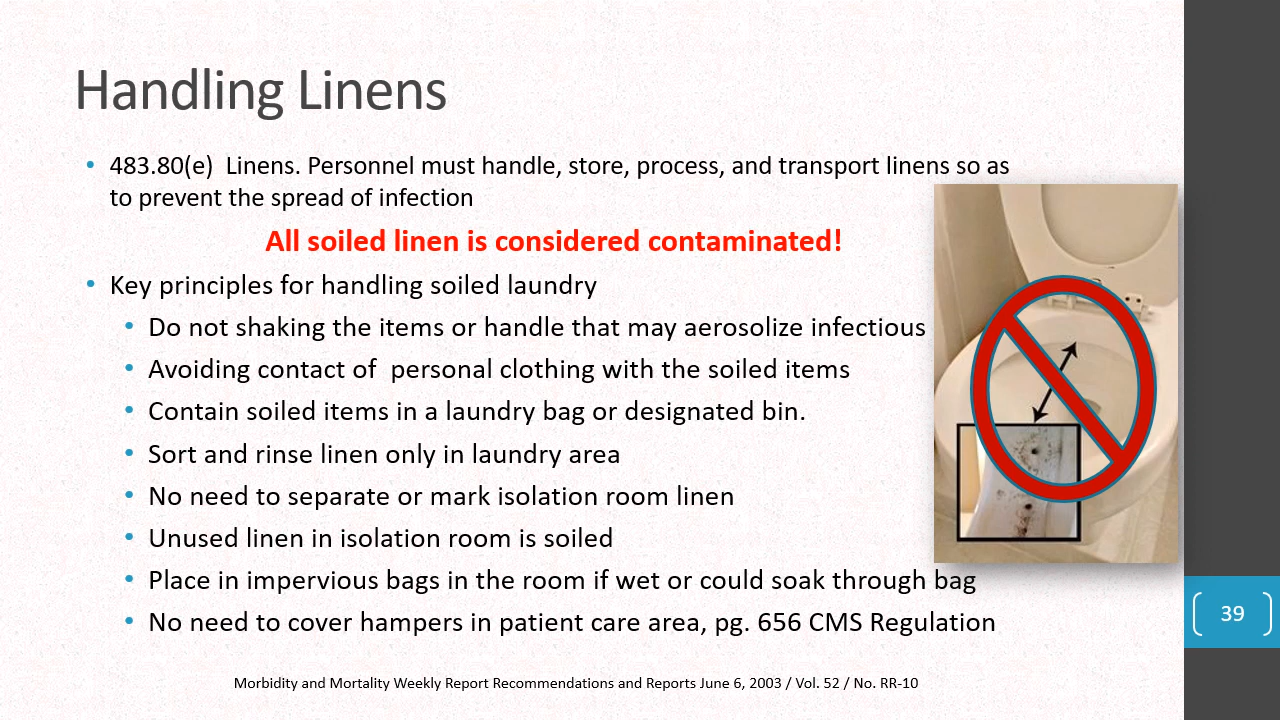 Handling Linens
483.80(e)  Linens. Personnel must handle, store, process, and transport linens so as
to prevent the spread of infection
All soiled linen is considered contaminated!
Key principles for handling soiled laundry
Do not shaking the items or handle that may aerosolize infectious
Avoiding contact of  personal clothing with the soiled items
Contain soiled items in a laundry bag or designated bin.
Sort and rinse linen only in laundry area
No need to separate or mark isolation room linen
Unused linen in isolation room is soiled
Place in impervious bags in the room if wet or could soak through bag
No need to cover hampers in patient care area, pg. 656 CMS Regulation
39
Morbidity and Mortality Weekly Report Recommendations and Reports June 6, 2003 / Vol. 52 / No. RR-10